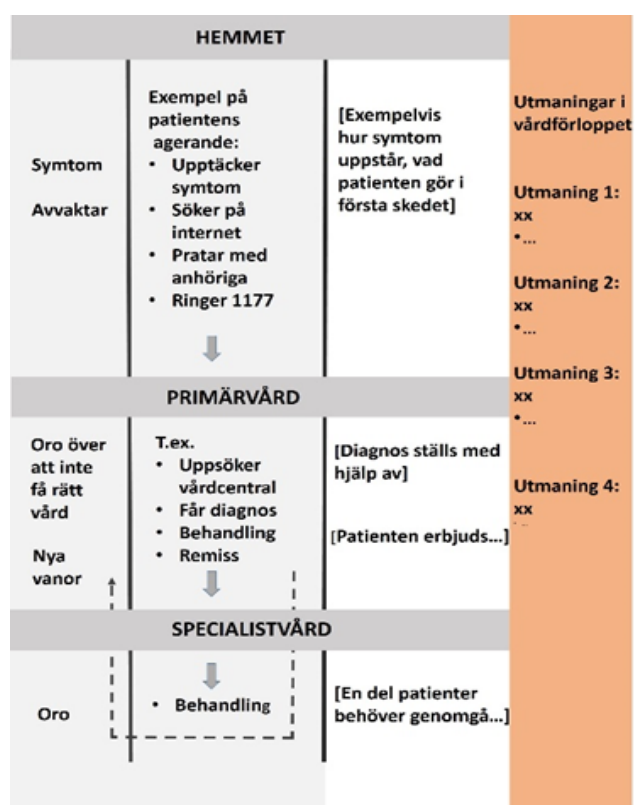 HEMMET
Symtom
Avvaktar
Exempel på
patientens
agerande:
• Upptäcker
symtom
• Söker på
internet
• Pratar med
anhöriga
• Ringer 1177
[Exempelvis
hur symtom
uppstår, vad
patienten gör i
första skedet]
PRIMÄRVÅRD
Oro över
att inte
få rätt
vård
Nya
vanor
T.ex.
• Uppsöker
vårdcentral
• Får diagnos
• Behandling
• Remiss
[Diagnos ställs med
hjälp av]
[Patienten erbjuds...]
SPECIALISTVÅRD
Oro
• Behandling
[En del patienter
behöver genomgå...]
Utmaningar i
vårdförloppet
Utmaning 1:
xx
•...
Utmaning 2:
xx
•...
Utmaning 3:
xx
•...
Utmaning 4:
xx